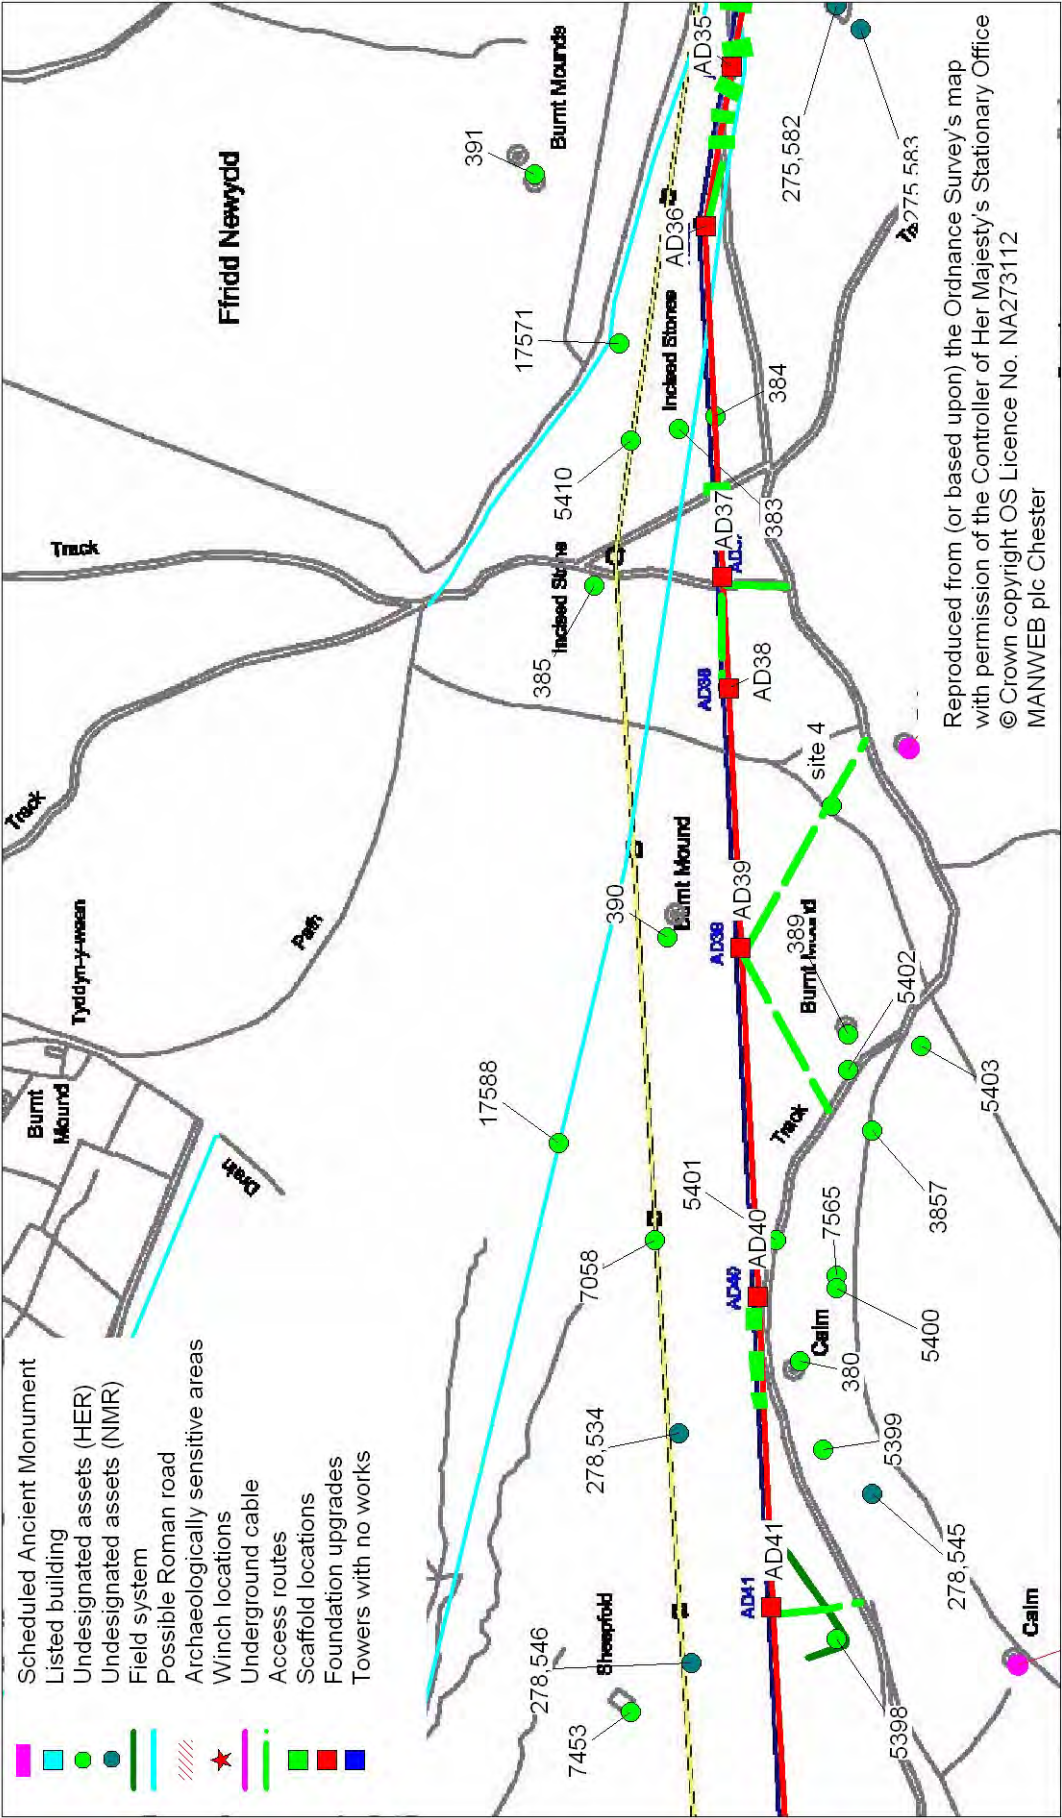 Scheduled Ancient Monument
Listed building
Undesignated assets (HER)
Undesignated assets (NMR)
Field system
Possible Roman road
Archaeologically sensitive areas
Winch locations
Underground cable
Access routes
Scaffold locations
Foundation upgrades
Towers with no works
Burnt
Mound
Tyddyn-y-waen
Track
Track
Ffridd Newydd
Drain
Path
391
Burnt Mounds
17571
5410
Incised Stone
385
Incised Stones
AD35
AD36
17588
390
Burnt Mound
7058
278,534
Sheepfold
278,546
7453
AD41
AD41
AD40
AD40
5401
AD39
AD39
AD38
AD38
AD37
383
384
275,582
275,583
site 4
389
Burnt Mound
5402
Track
5403
3857
7565
5400
Cairn
380
5399
278,545
5398
Cairn
Reproduced from (or based upon) the Ordnance Survey's map
with permission of the Controller of Her Majesty's Stationary Office
© Crown copyright OS Licence No. NA273112
MANWEB plc Chester